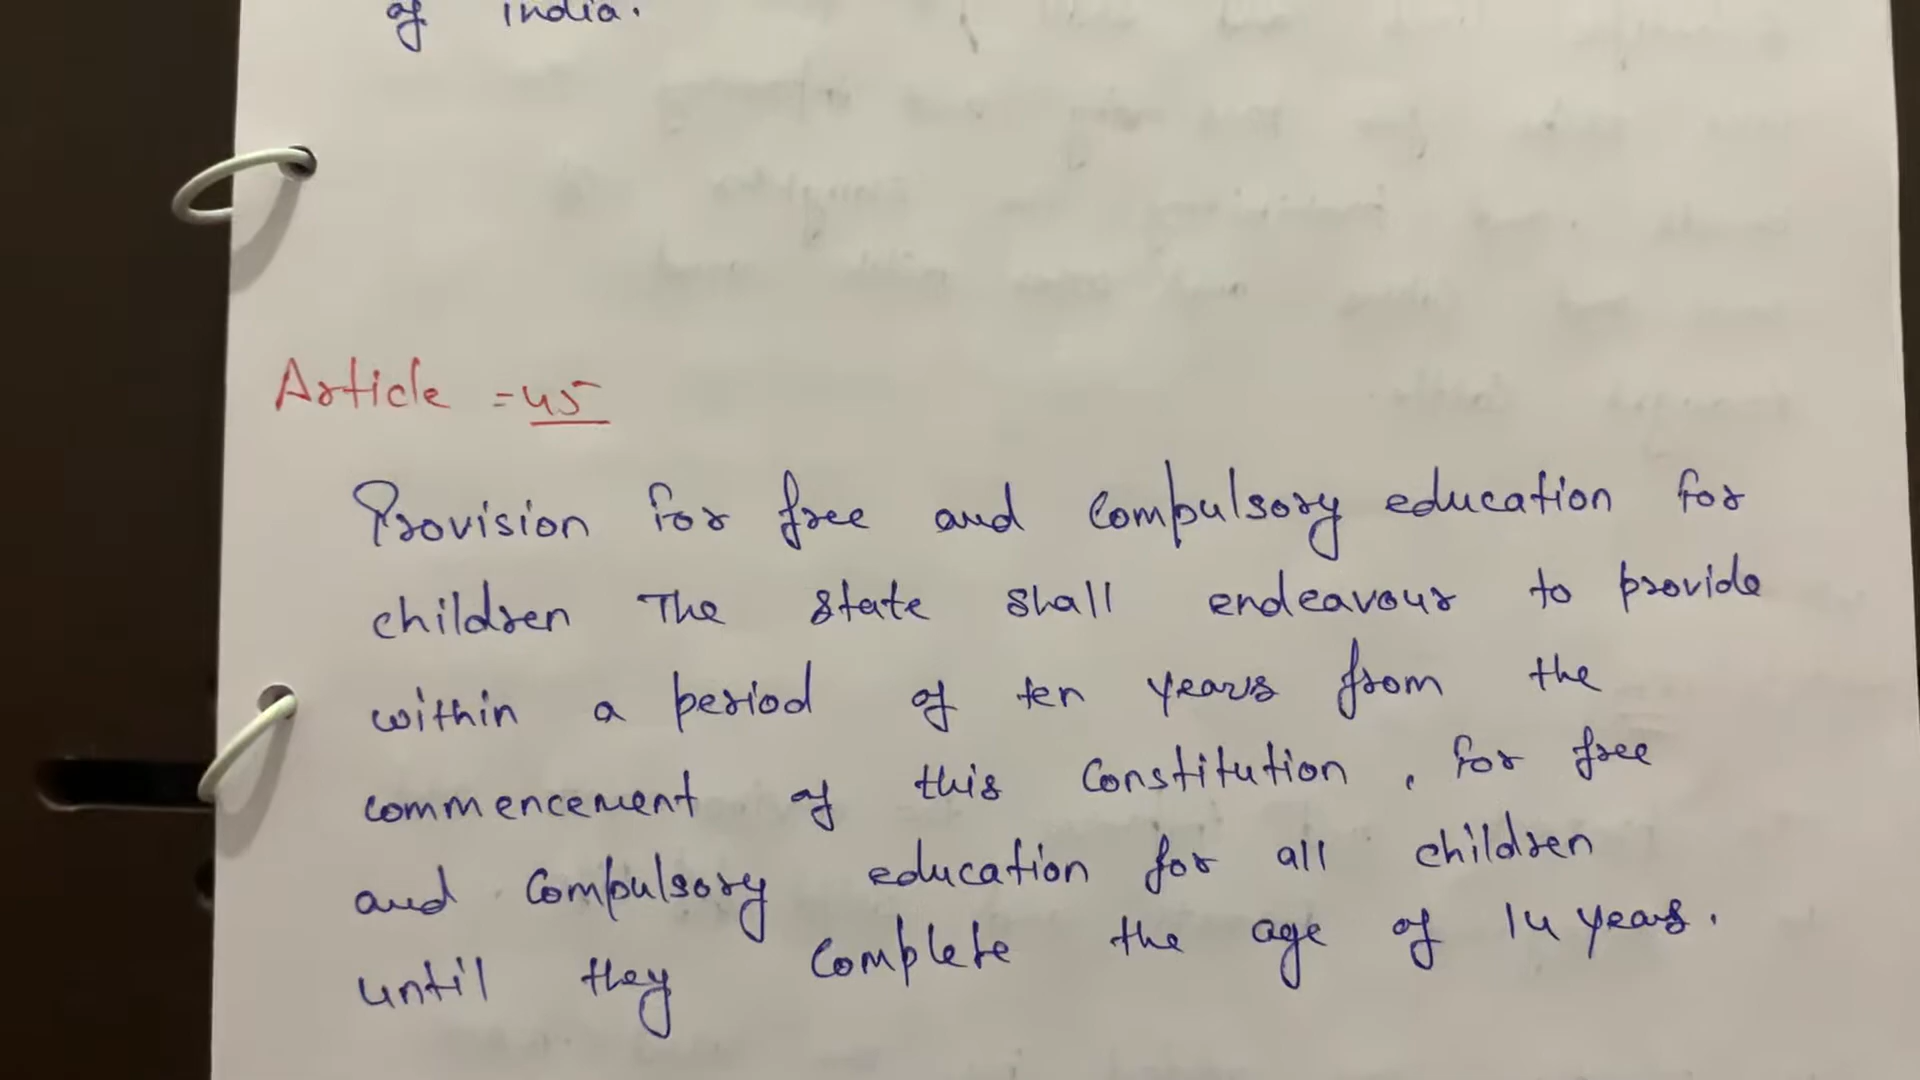 of India.
Article = 45
Provision for free and compulsory education for
children The state shall endeavour to provide
within a period of ten years from the
commencement of this Constitution, for free
and compulsory education for all children
until they complete the age of 14 years.